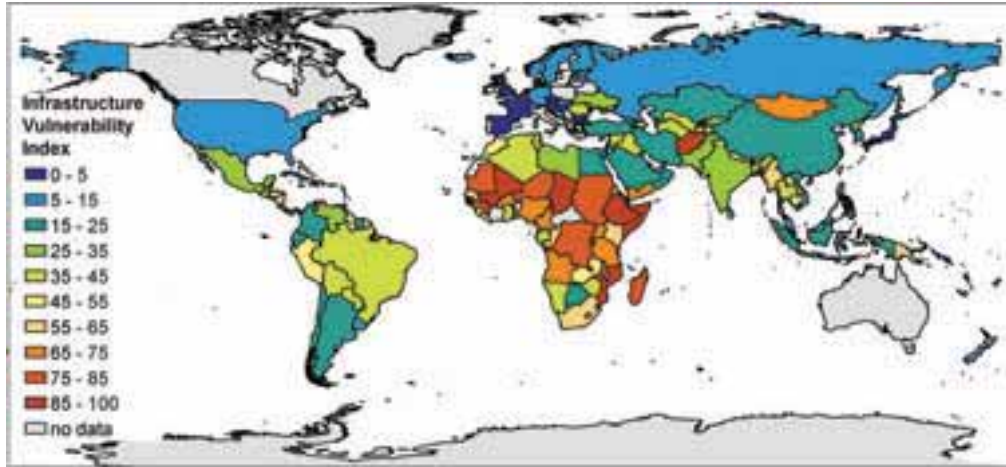 Infrastructure
Vulnerability
Index
0 - 5
5 - 15
15 - 25
25 - 35
35 - 45
45 - 55
55 - 65
65 - 75
75 - 85
85 - 100
no data